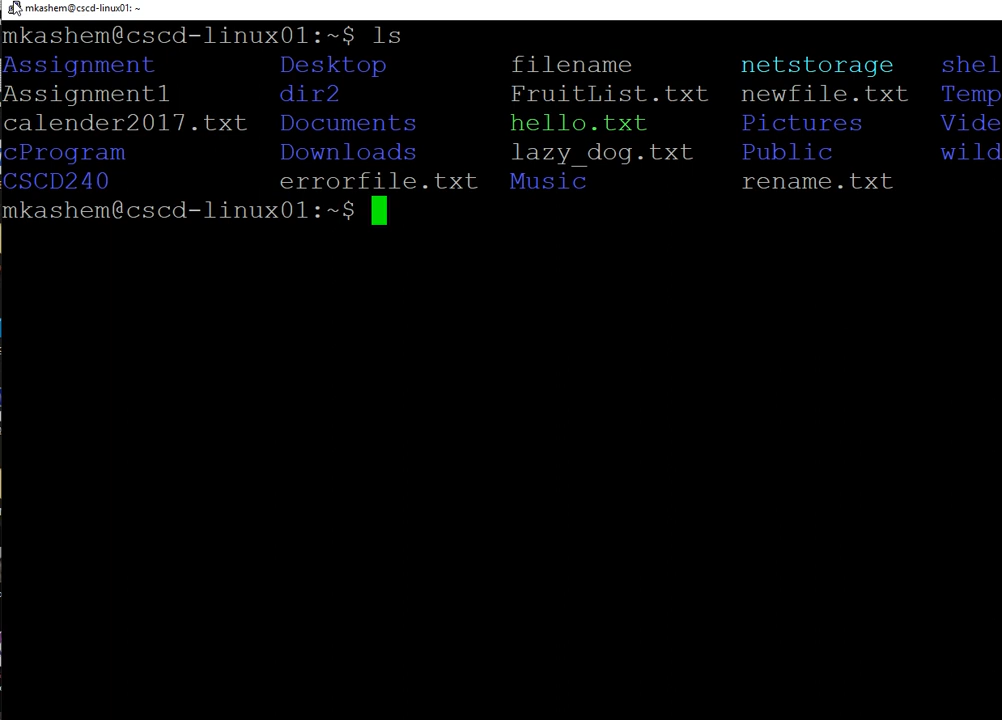 mkashem@cscd-linux01: ~
mkashem@cscd-linux01:~$ ls
Assignment Desktop filename netstorage shel
Assignment1 dir2 FruitList.txt newfile.txt Temp
calender2017.txt Documents hello.txt Pictures Vide
cProgram Downloads lazy_dog.txt Public wild
CSCD240 errorfile.txt Music rename.txt
mkashem@cscd-linux01:~$